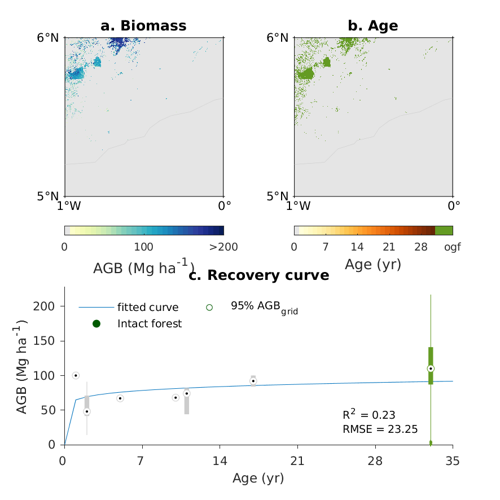 a. Biomass
b. Age
6°N
5°N
1°W
0°
6°N
5°N
1°W
0°
0 100 >200
AGB (Mg ha⁻¹)
0 7 14 21 28 ogf
Age (yr)
c. Recovery curve
fitted curve
Intact forest
95% AGB_grid
AGB (Mg ha⁻¹)
200
150
100
50
0
R² = 0.23
RMSE = 23.25
0 7 14 21 28 35
Age (yr)